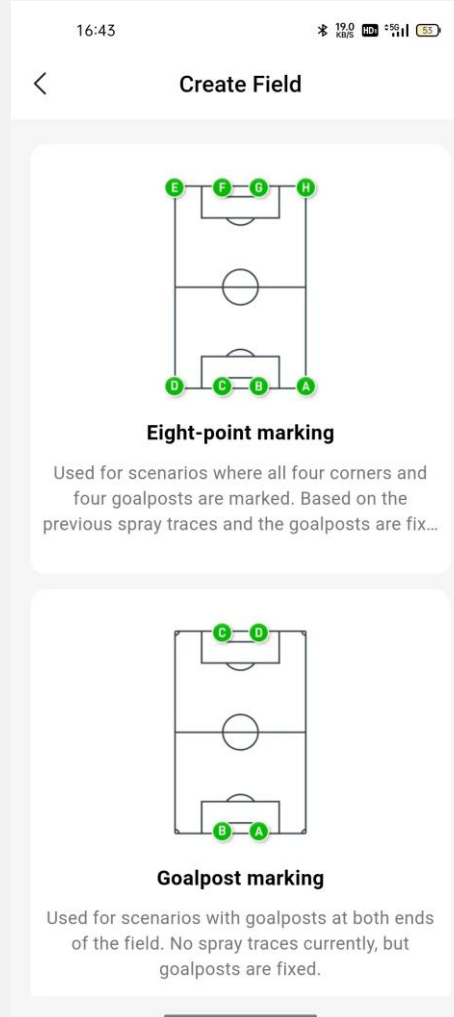 16:43
19.0 KB/S HD1 5G 53
Create Field
E F G H
D C B A
Eight-point marking
Used for scenarios where all four corners and
four goalposts are marked. Based on the
previous spray traces and the goalposts are fix...
C D
B A
Goalpost marking
Used for scenarios with goalposts at both ends
of the field. No spray traces currently, but
goalposts are fixed.